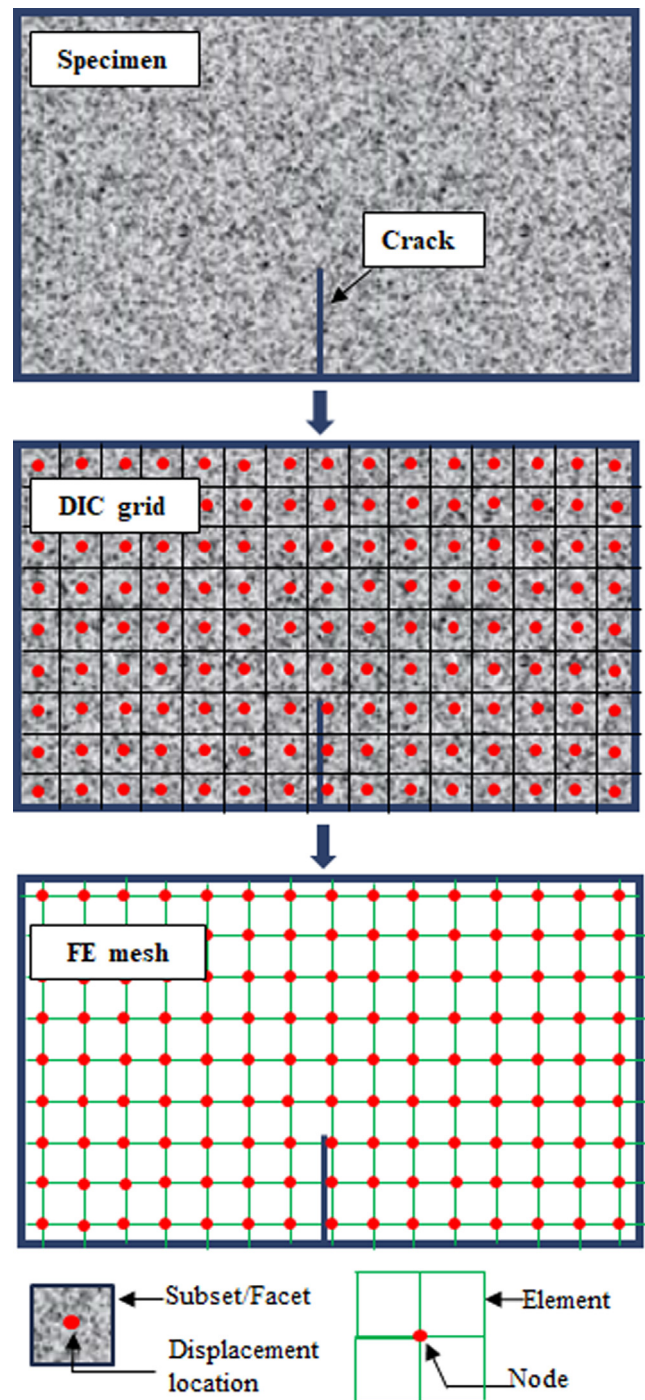 Specimen
Crack
DIC grid
FE mesh
Subset/Facet
Displacement
location
Element
Node